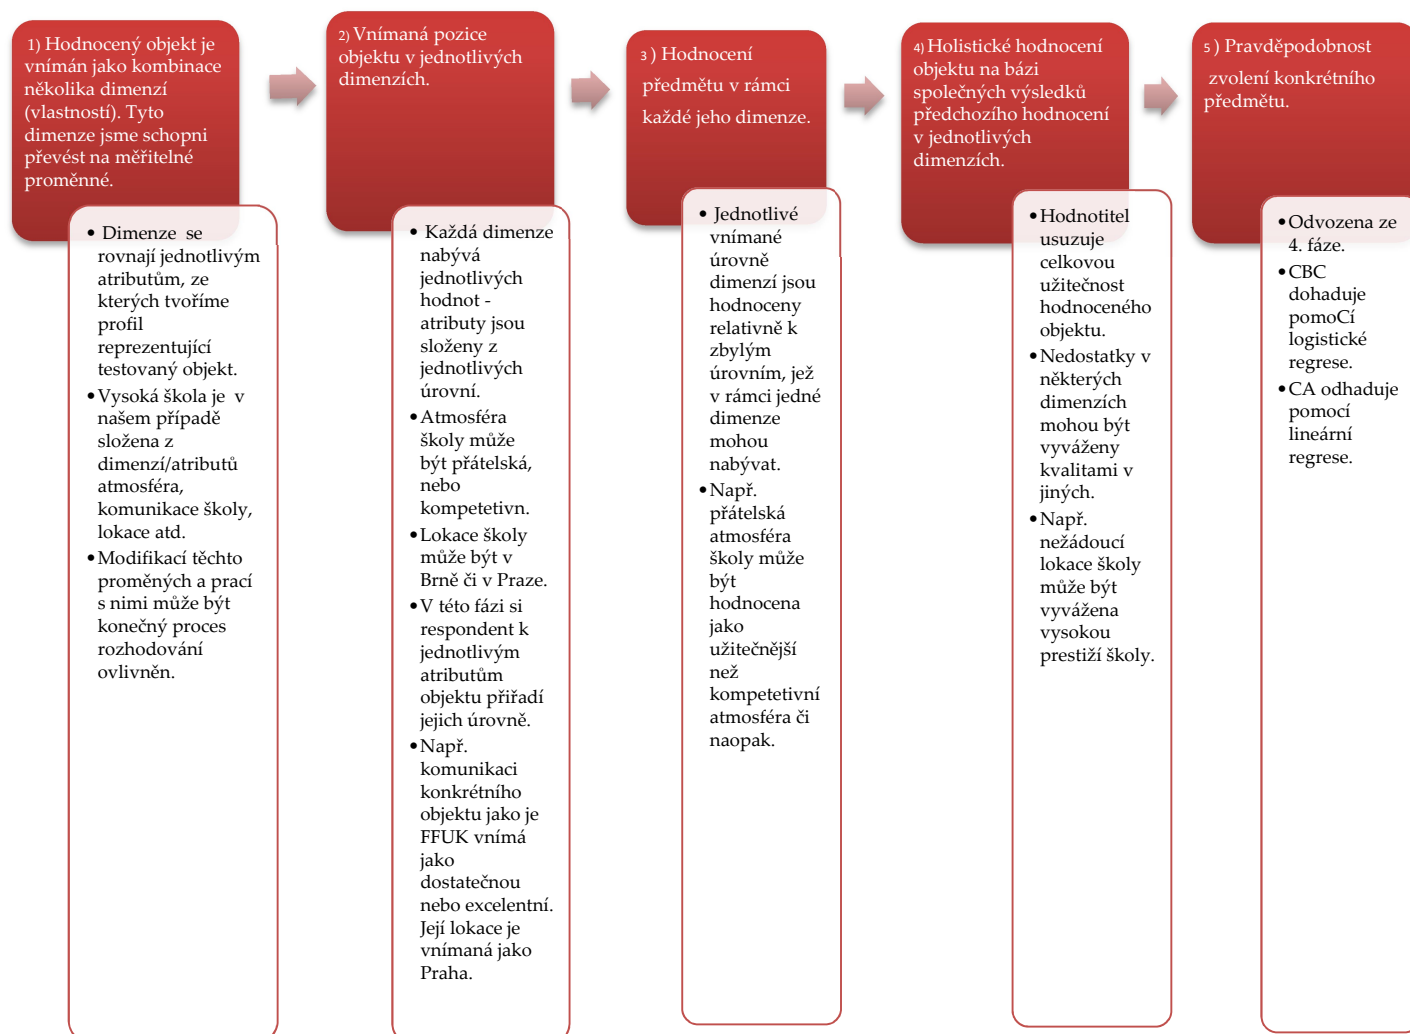 1) Hodnocený objekt je
vnímán jako kombinace
několika dimenzí
(vlastností). Tyto
dimenze jsme schopni
převést na měřitelné
proměnné.
• Dimenze se
rovnají jednotlivým
atributům, ze
kterých tvoříme
profil
reprezentující
testovaný objekt.
•Vysoká škola je v
našem případě
složena z
dimenzí/atributů
atmosféra,
komunikace školy,
lokace atd.
•Modifikací těchto
proměných a prací
s nimi může být
konečný proces
rozhodování
ovlivněn.
2) Vnímaná pozice
objektu v jednotlivých
dimenzích.
• Každá dimenze
nabývá
jednotlivých
hodnot -
atributy jsou
složeny z
jednotlivých
úrovní.
•Atmosféra
školy může
být přátelská,
nebo
kompetetivn.
•Lokace školy
může být v
Brně či v Praze.
•V této fázi si
respondent k
jednotlivým
atributům
objektu přiřadí
jejich úrovně.
•Např.
komunikaci
konkrétního
objektu jako je
FFUK vnímá
jako
dostatečnou
nebo excelentní.
Její lokace je
vnímaná jako
Praha.
3 ) Hodnocení
předmětu v rámci
každé jeho dimenze.
• Jednotlivé
vnímané
úrovně
dimenzí jsou
hodnoceny
relativně k
zbylým
úrovním, jež
v rámci jedné
dimenze
mohou
nabývat.
•Např.
přátelská
atmosféra
školy může
být
hodnocena
jako
užitečnější
než
kompetetivní
atmosféra či
naopak.
4) Holistické hodnocení
objektu na bázi
společných výsledků
předchozího hodnocení
v jednotlivých
dimenzích.
•Hodnotitel
usuzuje
celkovou
užitečnost
hodnoceného
objektu.
•Nedostatky v
některých
dimenzích
mohou být
vyváženy
kvalitami v
jiných.
•Např.
nežádoucí
lokace školy
může být
vyvážena
vysokou
prestiží školy.
5 ) Pravděpodobnost
zvolení konkrétního
předmětu.
•Odvozena ze
4. fáze.
•CBC
dohaduje
pomoCí
logistické
regrese.
•CA odhaduje
pomocí
lineární
regrese.